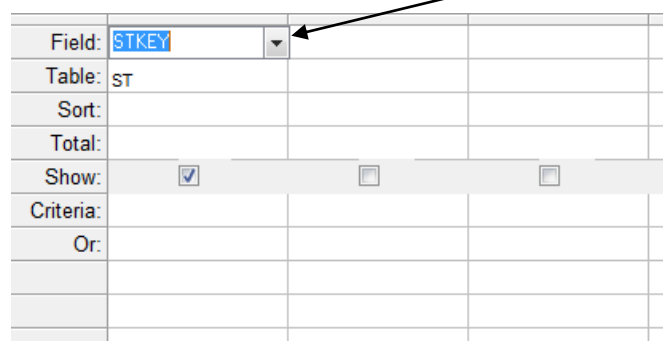 Field: STKEY
Table: ST
Sort:
Total:
Show:
Criteria:
Or: